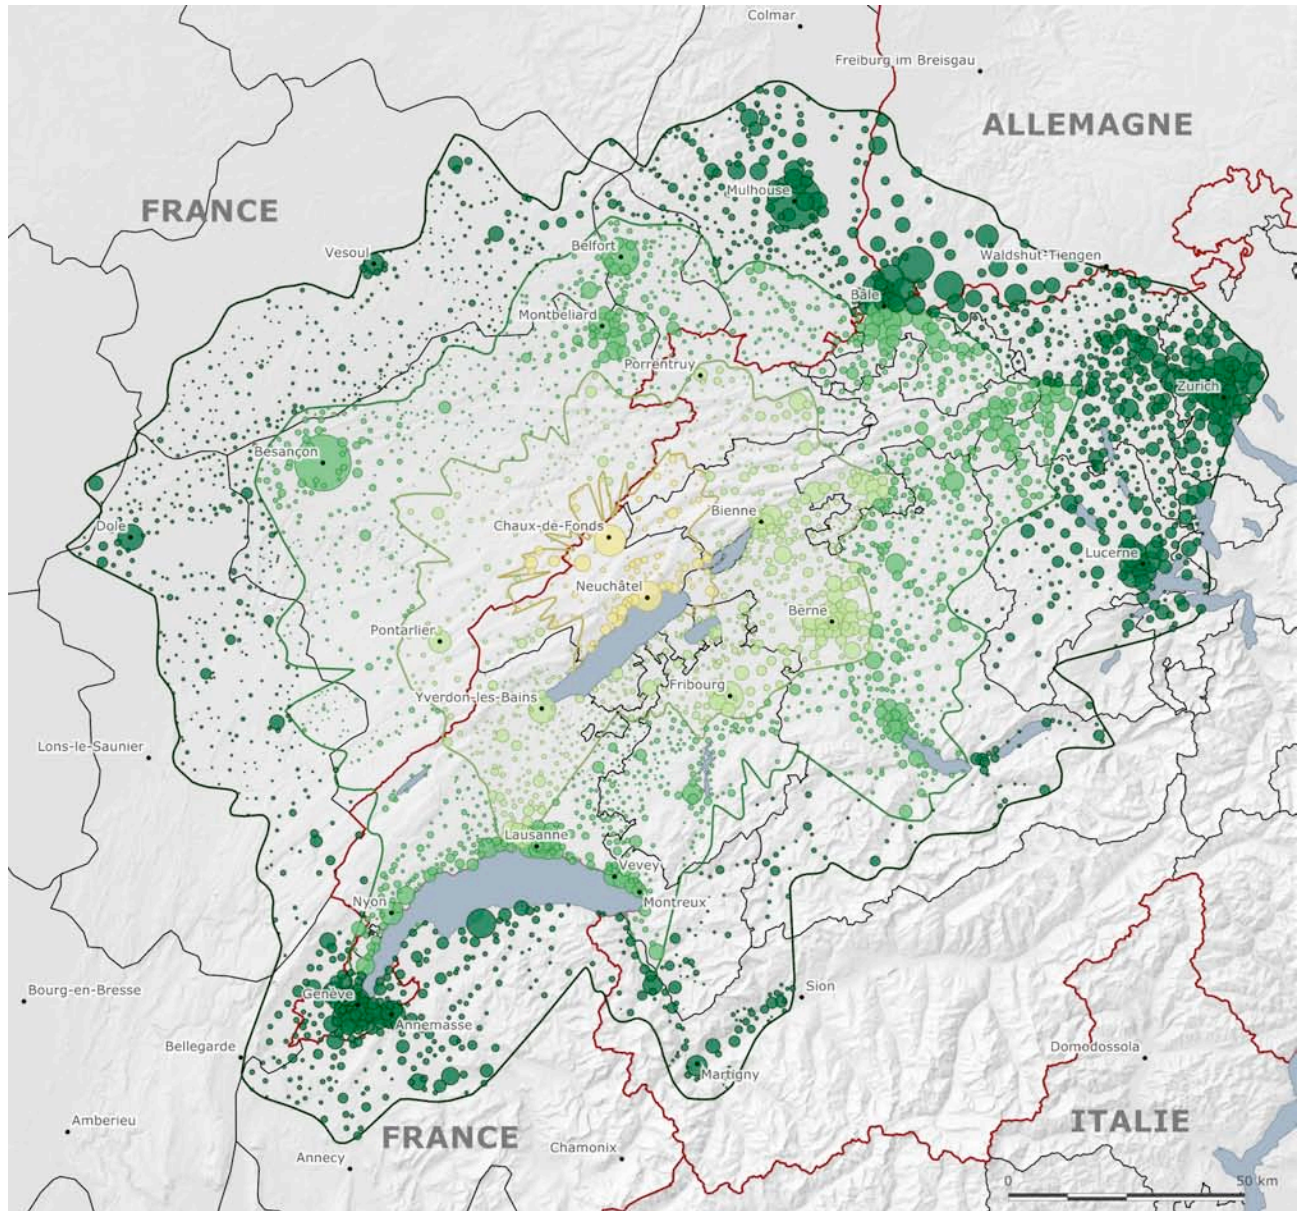 Colmar
Freiburg im Breisgau
ALLEMAGNE
Mulhouse
FRANCE
Vesoul
Belfort
Waldshut-Tiengen
Bâle
Montbéliard
Porrentruy
Zurich
Besançon
Dole
Chaux-de-Fonds
Bienne
Lucerne
Neuchâtel
Berne
Pontarlier
Fribourg
Yverdon-les-Bains
Lons-le-Saunier
Lausanne
Vevey
Nyon
Montreux
Bourg-en-Bresse
Genève
Sion
Annemasse
Bellegarde
Domodossola
Martigny
Amberieu
FRANCE
ITALIE
Annecy
Chamonix
0 50 km